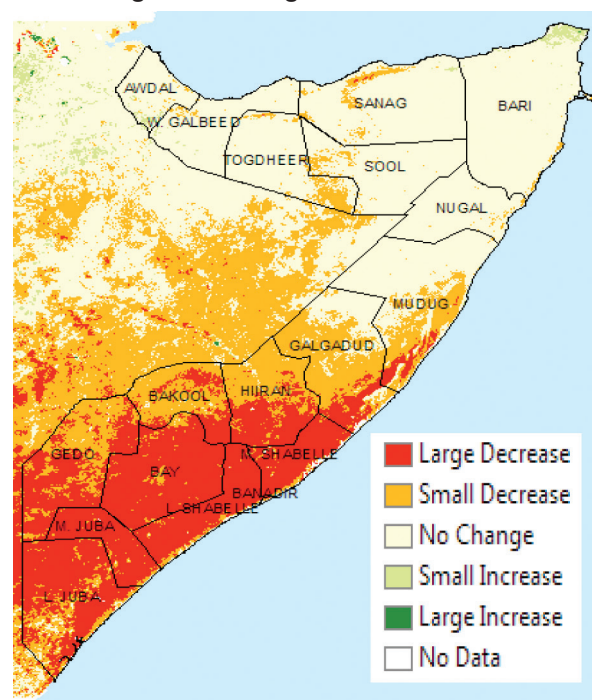 AWDAL
W. GALBEED
SANAG
BARI
TOGDHEER
SOOL
NUGAL
MUDUG
GALGADUD
HIIRAN
BAKOOL
GEDO
BAY
M. SHABELLE
BANADIR
L. SHABELLE
M. JUBA
L. JUBA
Large Decrease
Small Decrease
No Change
Small Increase
Large Increase
No Data